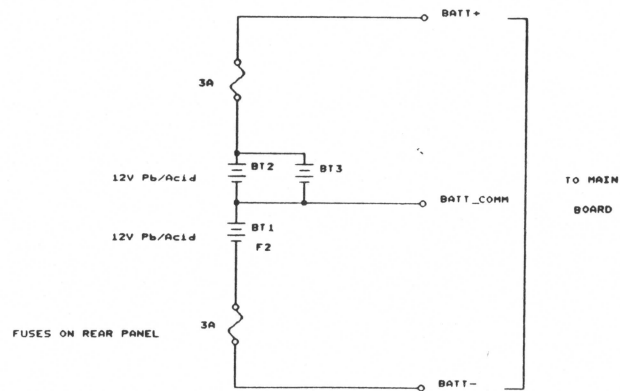 BATT+
3A
BT2
BT3
12V Pb/Acid
TO MAIN
BATT_COMM
BOARD
BT1
12V Pb/Acid
F2
3A
FUSES ON REAR PANEL
BATT-